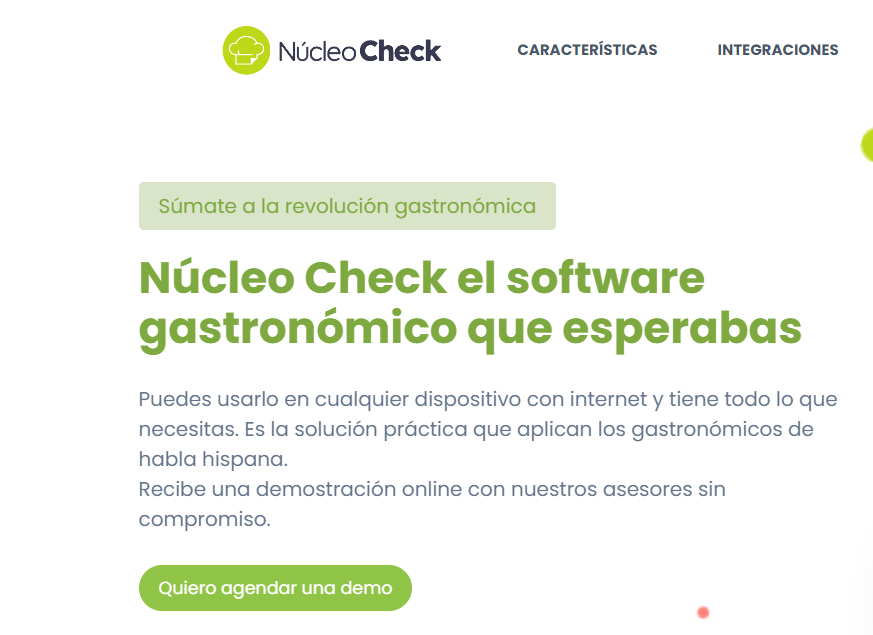 Núcleo Check
CARACTERÍSTICAS
INTEGRACIONES
Súmate a la revolución gastronómica
Núcleo Check el software
gastronómico que esperabas
Puedes usarlo en cualquier dispositivo con internet y tiene todo lo que
necesitas. Es la solución práctica que aplican los gastronómicos de
habla hispana.
Recibe una demostración online con nuestros asesores sin
compromiso.
Quiero agendar una demo